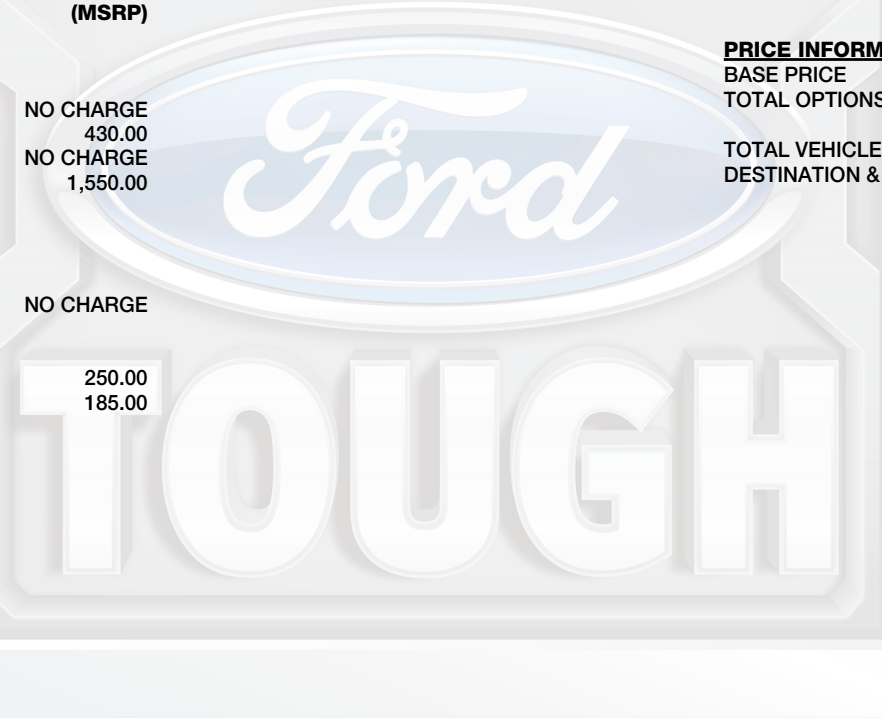 (MSRP)
NO CHARGE
430.00
NO CHARGE
1,550.00
NO CHARGE
250.00
185.00
PRICE INFORM
BASE PRICE
TOTAL OPTIONS
TOTAL VEHICLE
DESTINATION &
Ford
TOUGH